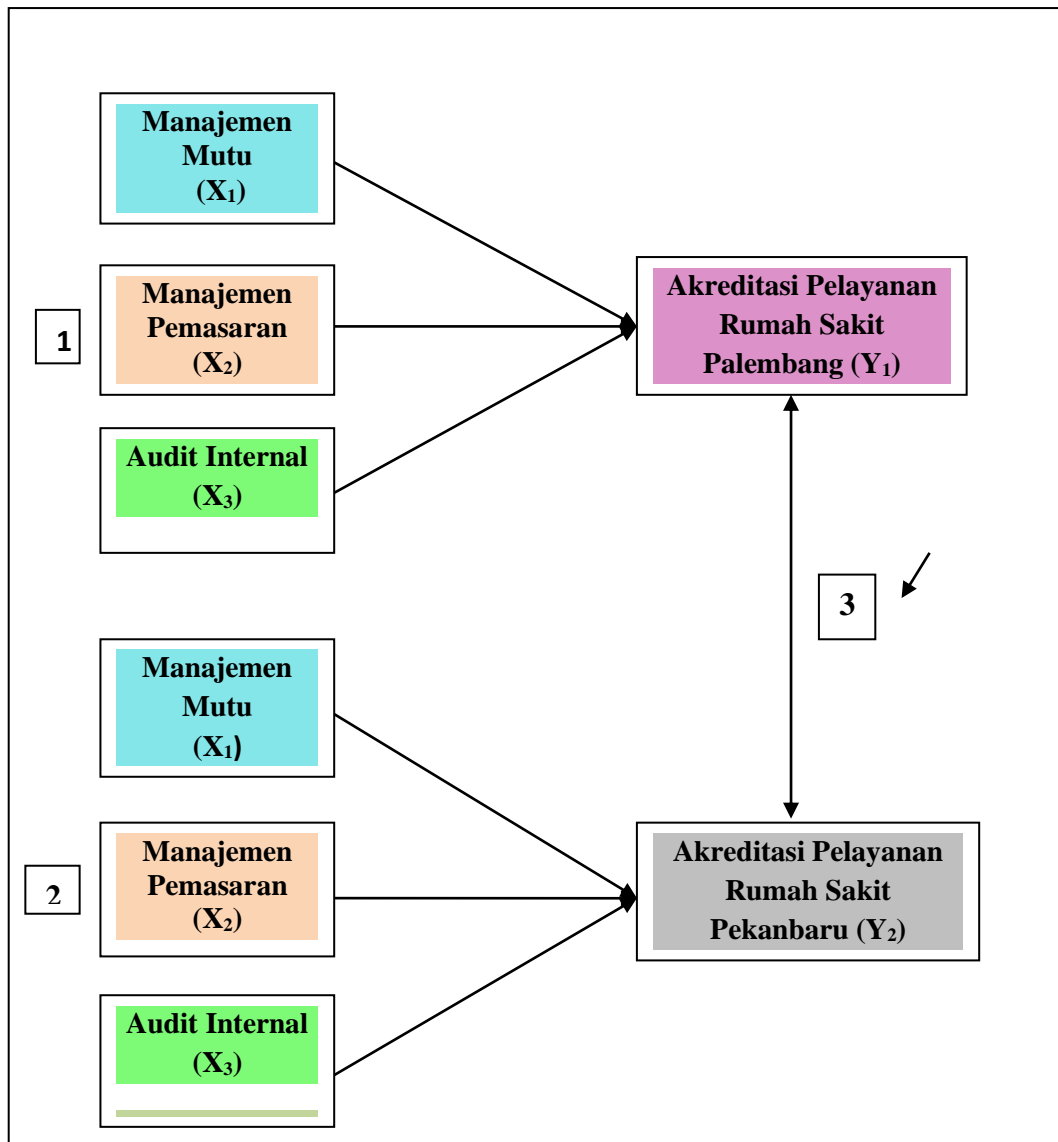 Manajemen
Mutu
(X₁)
1
Manajemen
Pemasaran
(X₂)
Audit Internal
(X₃)
Akreditasi Pelayanan
Rumah Sakit
Palembang (Y₁)
3
Manajemen
Mutu
(X₁)
2
Manajemen
Pemasaran
(X₂)
Audit Internal
(X₃)
Akreditasi Pelayanan
Rumah Sakit
Pekanbaru (Y₂)